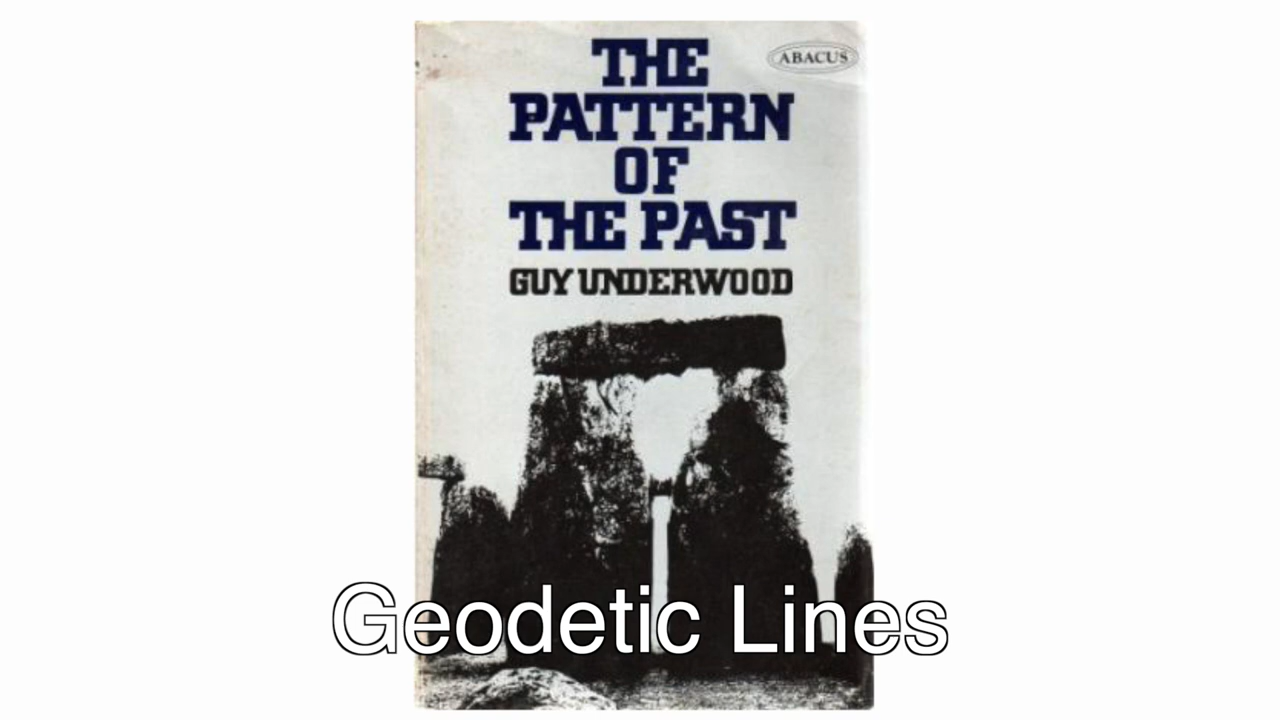 THE
ABACUS
PATTERN
OF
THE PAST
GUY UNDERWOOD
Geodetic Lines